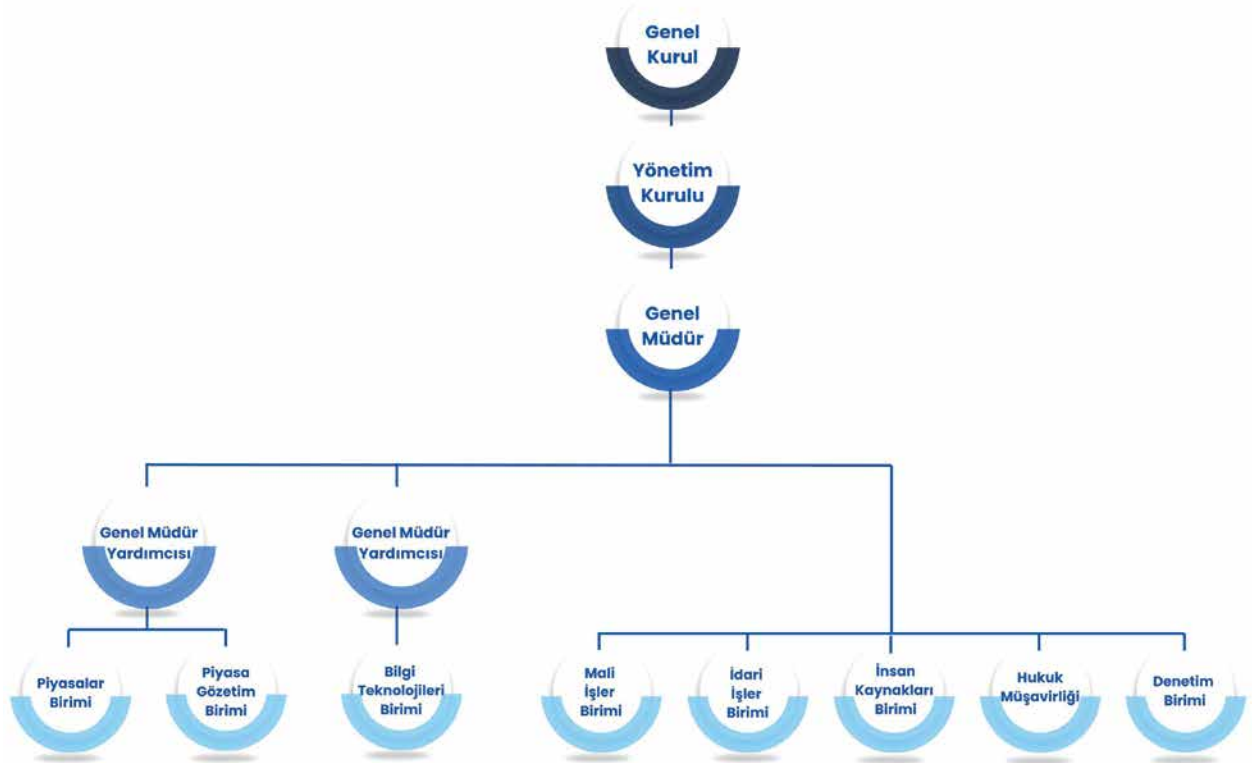 Genel
Kurul
Yönetim
Kurulu
Genel
Müdür
Genel Müdür
Yardımcısı
Genel Müdür
Yardımcısı
Piyasalar
Birimi
Piyasa
Gözetim
Birimi
Bilgi
Teknolojileri
Birimi
Mali
İşler
Birimi
İdari
İşler
Birimi
İnsan
Kaynakları
Birimi
Hukuk
Müşavirliği
Denetim
Birimi